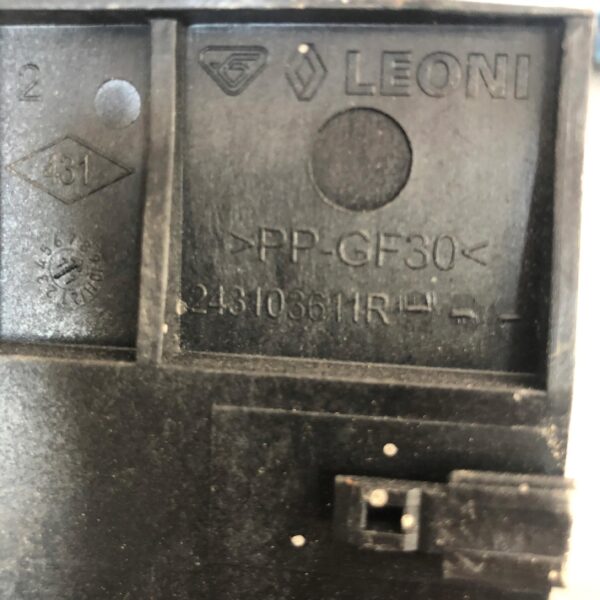 2
LEONI
431
>PP-GF30<
243103611R